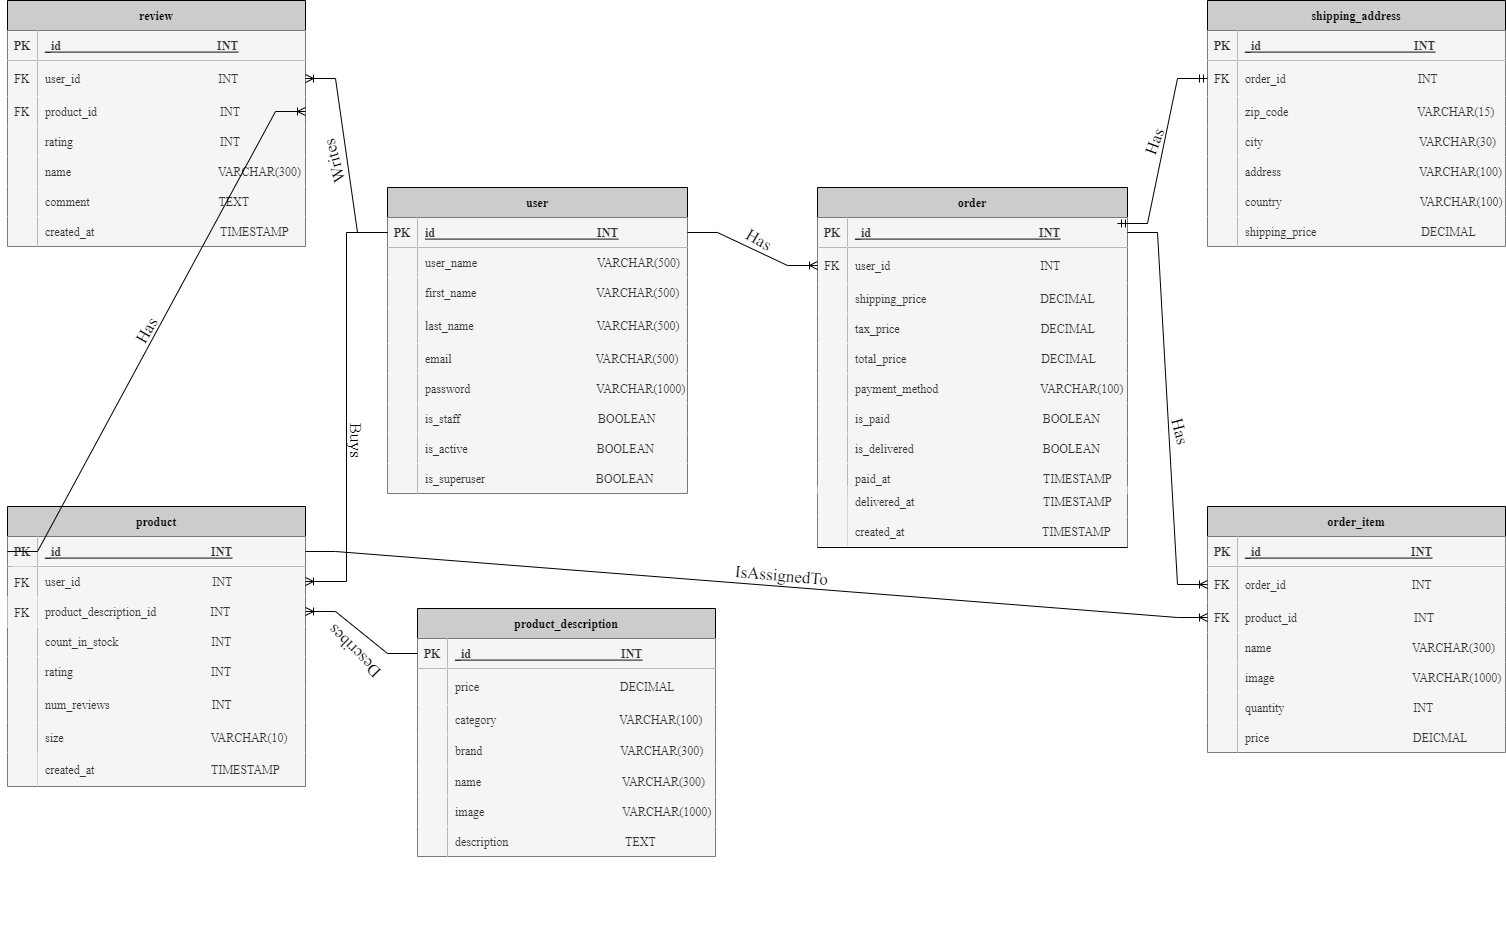 review
PK _id INT
FK user_id INT
FK product_id INT
rating INT
name VARCHAR(300)
comment TEXT
created_at TIMESTAMP
Writes
user
PK id INT
user_name VARCHAR(500)
first_name VARCHAR(500)
last_name VARCHAR(500)
email VARCHAR(500)
password VARCHAR(1000)
is_staff BOOLEAN
is_active BOOLEAN
is_superuser BOOLEAN
Has
order
PK _id INT
FK user_id INT
shipping_price DECIMAL
tax_price DECIMAL
total_price DECIMAL
payment_method VARCHAR(100)
is_paid BOOLEAN
is_delivered BOOLEAN
paid_at TIMESTAMP
delivered_at TIMESTAMP
created_at TIMESTAMP
Has
shipping_address
PK _id INT
FK order_id INT
zip_code VARCHAR(15)
city VARCHAR(30)
address VARCHAR(100)
country VARCHAR(100)
shipping_price DECIMAL
Has
Buys
Has
product
PK _id INT
FK user_id INT
FK product_description_id INT
count_in_stock INT
rating INT
num_reviews INT
size VARCHAR(10)
created_at TIMESTAMP
IsAssignedTo
Describes
product_description
PK _id INT
price DECIMAL
category VARCHAR(100)
brand VARCHAR(300)
name VARCHAR(300)
image VARCHAR(1000)
description TEXT
order_item
PK _id INT
FK order_id INT
FK product_id INT
name VARCHAR(300)
image VARCHAR(1000)
quantity INT
price DEICMAL